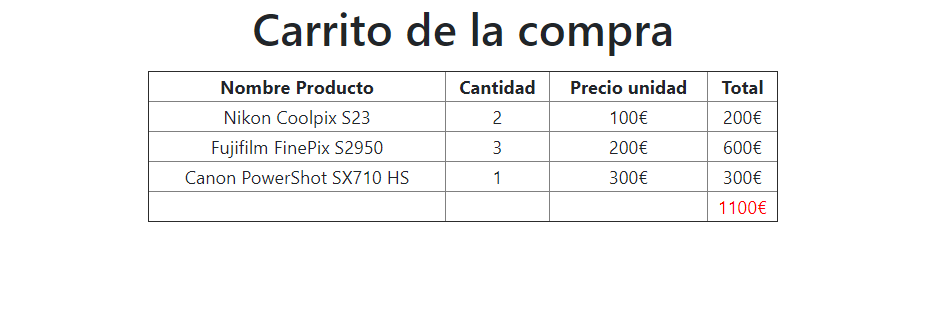 Carrito de la compra
Nombre Producto Cantidad Precio unidad Total
Nikon Coolpix S23 2 100€ 200€
Fujifilm FinePix S2950 3 200€ 600€
Canon PowerShot SX710 HS 1 300€ 300€
1100€